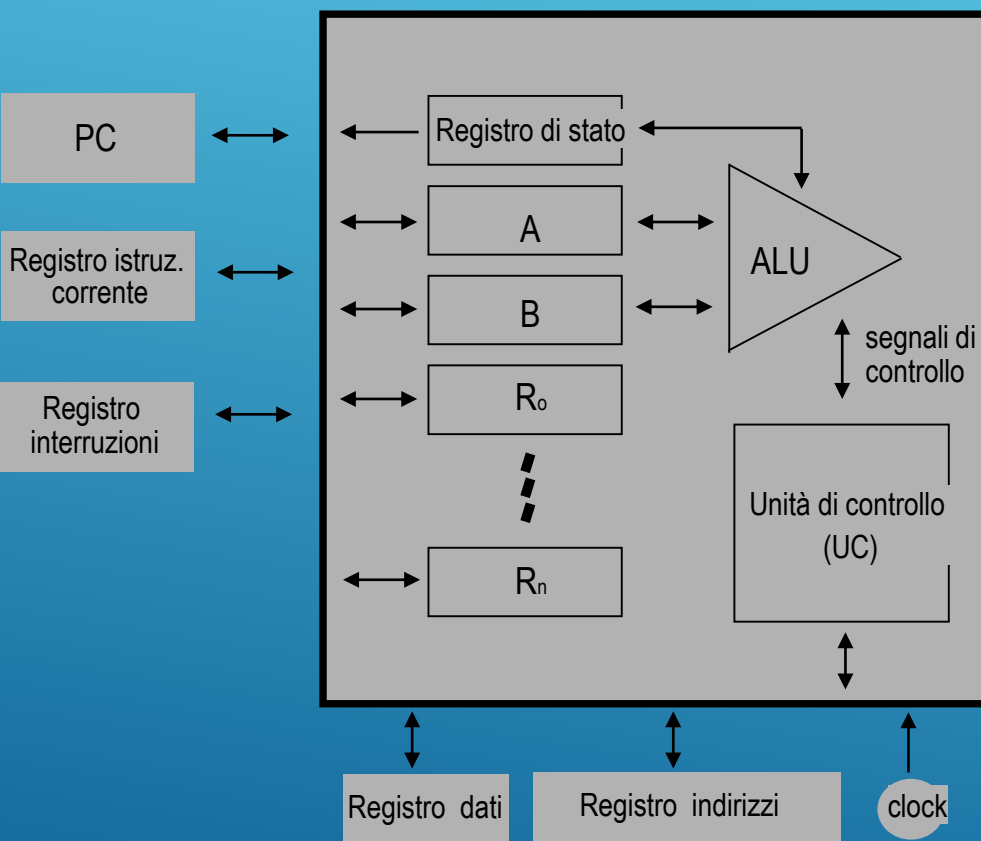 PC
Registro istruz.
corrente
Registro
interruzioni
Registro di stato
A
B
Ro
Rn
ALU
segnali di
controllo
Unità di controllo
(UC)
Registro dati
Registro indirizzi
clock